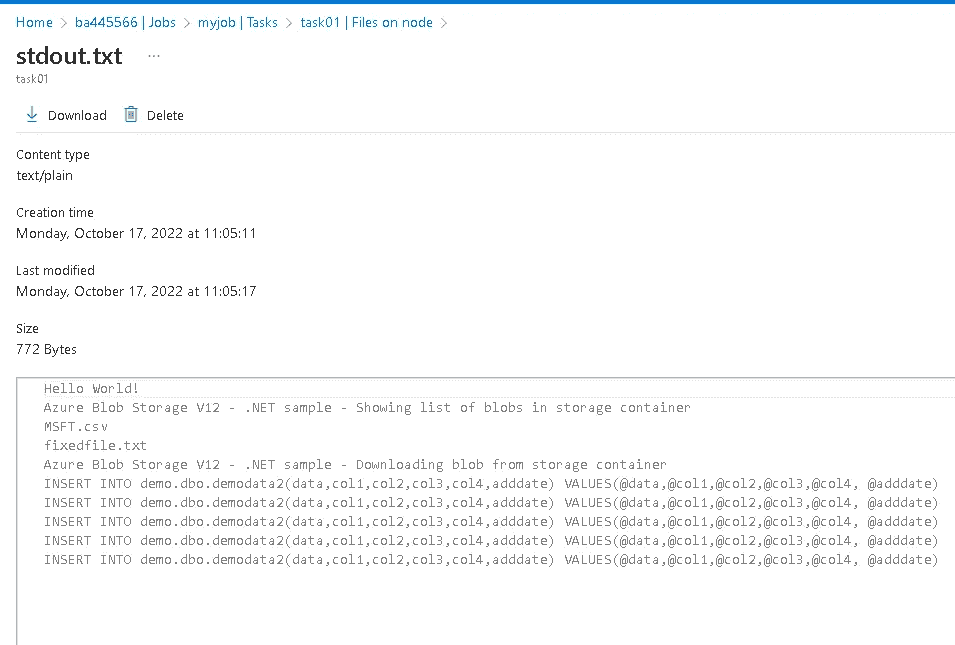 Home > ba445566 | Jobs > myjob | Tasks > task01 | Files on node >
stdout.txt ...
task01
Download Delete
Content type
text/plain
Creation time
Monday, October 17, 2022 at 11:05:11
Last modified
Monday, October 17, 2022 at 11:05:17
Size
772 Bytes
Hello World!
Azure Blob Storage V12 - .NET sample - Showing list of blobs in storage container
MSFT.csv
fixedfile.txt
Azure Blob Storage V12 - .NET sample - Downloading blob from storage container
INSERT INTO demo.dbo.demodata2(data,col1,col2,col3,col4,adddate) VALUES(@data,@col1,@col2,@col3,@col4, @adddate)
INSERT INTO demo.dbo.demodata2(data,col1,col2,col3,col4,adddate) VALUES(@data,@col1,@col2,@col3,@col4, @adddate)
INSERT INTO demo.dbo.demodata2(data,col1,col2,col3,col4,adddate) VALUES(@data,@col1,@col2,@col3,@col4, @adddate)
INSERT INTO demo.dbo.demodata2(data,col1,col2,col3,col4,adddate) VALUES(@data,@col1,@col2,@col3,@col4, @adddate)
INSERT INTO demo.dbo.demodata2(data,col1,col2,col3,col4,adddate) VALUES(@data,@col1,@col2,@col3,@col4, @adddate)